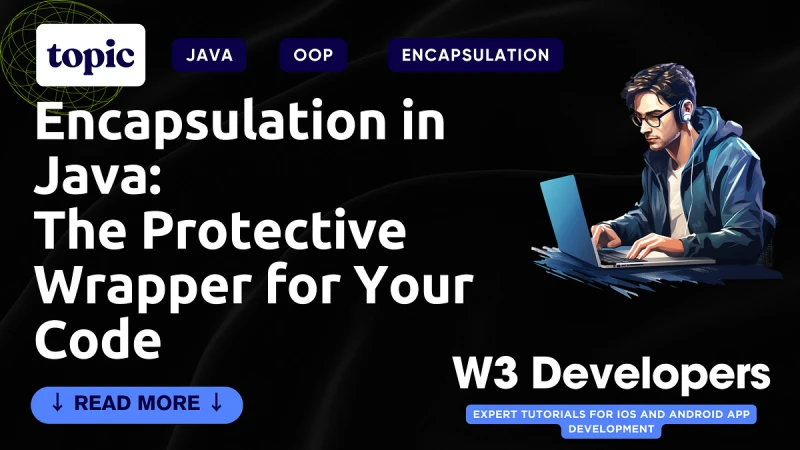 topic
JAVA
OOP
ENCAPSULATION
Encapsulation in
Java:
The Protective
Wrapper for Your
Code
↓ READ MORE ↓
W3 Developers
EXPERT TUTORIALS FOR IOS AND ANDROID APP
DEVELOPMENT